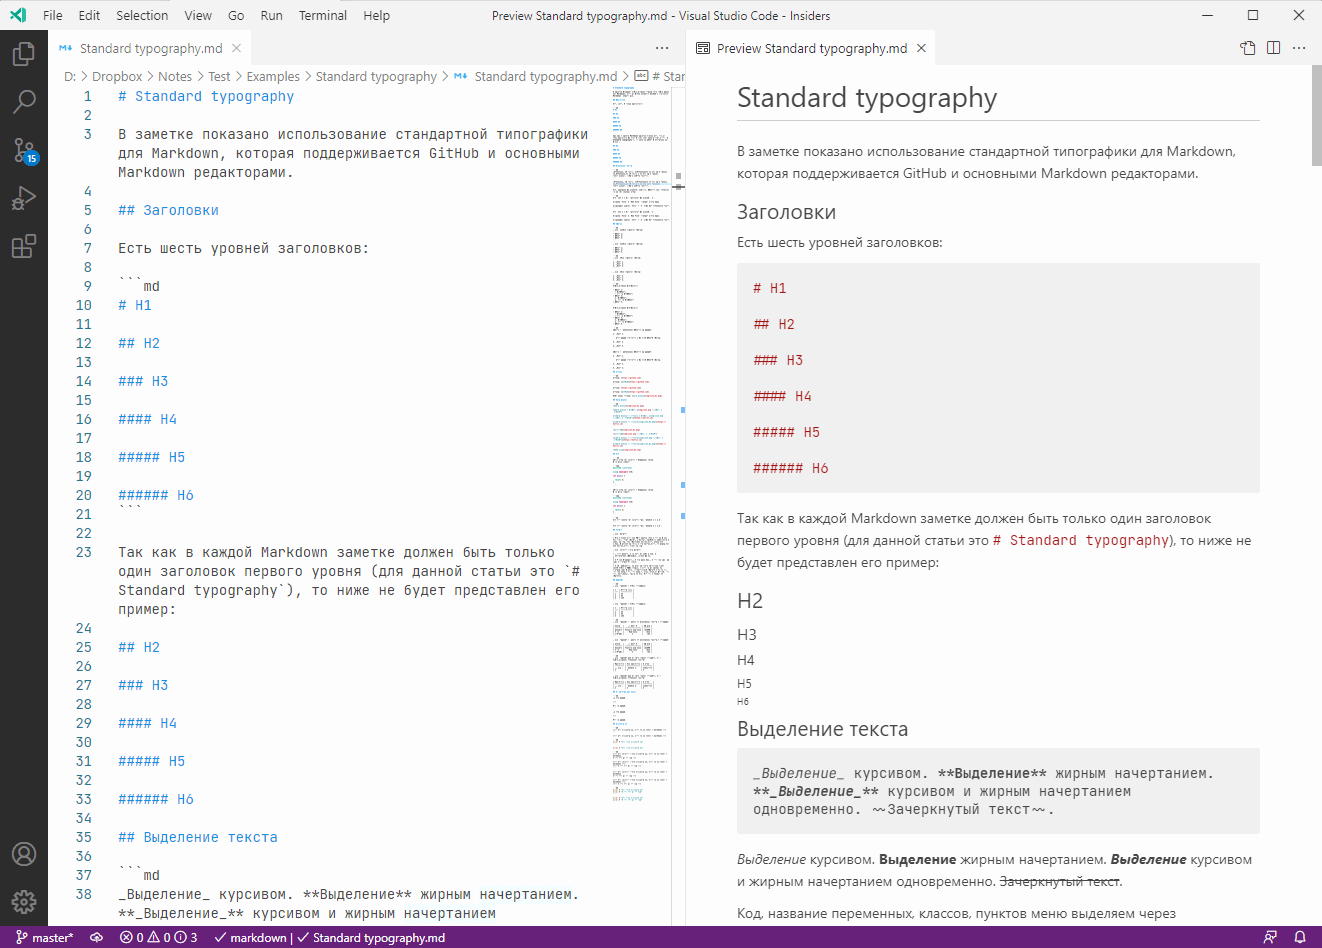 File Edit Selection View Go Run Terminal Help
Preview Standard typography.md - Visual Studio Code - Insiders
Standard typography.md
Preview Standard typography.md
D: > Dropbox > Notes > Test > Examples > Standard typography > Standard typography.md > # Star
15
1 # Standard typography
2
3 В заметке показано использование стандартной типографики
для Markdown, которая поддерживается GitHub и основными
Markdown редакторами.
4
5 ## Заголовки
6
7 Есть шесть уровней заголовков:
8
9 ```md
10 # H1
11
12 ## H2
13
14 ### H3
15
16 #### H4
17
18 ##### H5
19
20 ###### H6
21 ```
22
23 Так как в каждой Markdown заметке должен быть только
один заголовок первого уровня (для данной статьи это `#
Standard typography`), то ниже не будет представлен его
пример:
24
25 ## H2
26
27 ### H3
28
29 #### H4
30
31 ##### H5
32
33 ###### H6
34
35 ## Выделение текста
36
37 ```md
38 _Выделение_ курсивом. **Выделение** жирным начертанием.
**_Выделение_** курсивом и жирным начертанием
Standard typography
В заметке показано использование стандартной типографики для Markdown,
которая поддерживается GitHub и основными Markdown редакторами.
Заголовки
Есть шесть уровней заголовков:
# H1
## H2
### H3
#### H4
##### H5
###### H6
Так как в каждой Markdown заметке должен быть только один заголовок
первого уровня (для данной статьи это # Standard typography), то ниже не
будет представлен его пример:
H2
H3
H4
H5
H6
Выделение текста
_Выделение_ курсивом. **Выделение** жирным начертанием.
**_Выделение_** курсивом и жирным начертанием
одновременно. ~~Зачеркнутый текст~~.
Выделение курсивом. Выделение жирным начертанием. Выделение курсивом
и жирным начертанием одновременно. Зачеркнутый текст.
Код, название переменных, классов, пунктов меню выделяем через
master* 0 0 3 markdown | Standard typography.md